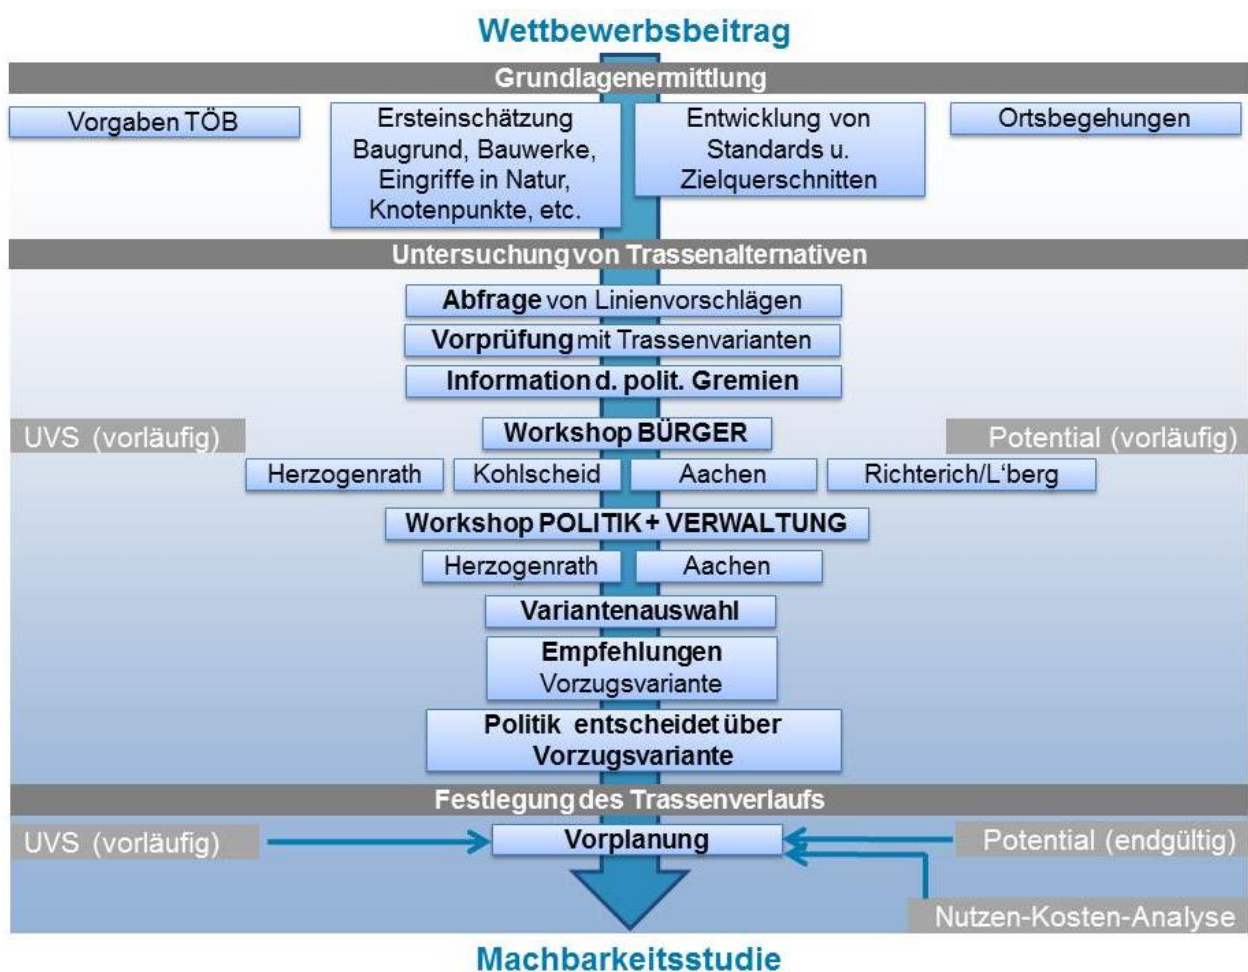 Wettbewerbsbeitrag
Grundlagenermittlung
Vorgaben TÖB
Ersteinschätzung
Baugrund, Bauwerke,
Eingriffe in Natur,
Knotenpunkte, etc.
Entwicklung von
Standards u.
Zielquerschnitten
Ortsbegehungen
Untersuchung von Trassenalternativen
Abfrage von Linienvorschlägen
Vorprüfung mit Trassenvarianten
Information d. polit. Gremien
UVS (vorläufig)
Workshop BÜRGER
Potential (vorläufig)
Herzogenrath
Kohlscheid
Aachen
Richterich/L‘berg
Workshop POLITIK + VERWALTUNG
Herzogenrath
Aachen
Variantenauswahl
Empfehlungen
Vorzugsvariante
Politik entscheidet über
Vorzugsvariante
Festlegung des Trassenverlaufs
UVS (vorläufig)
Vorplanung
Potential (endgültig)
Nutzen-Kosten-Analyse
Machbarkeitsstudie